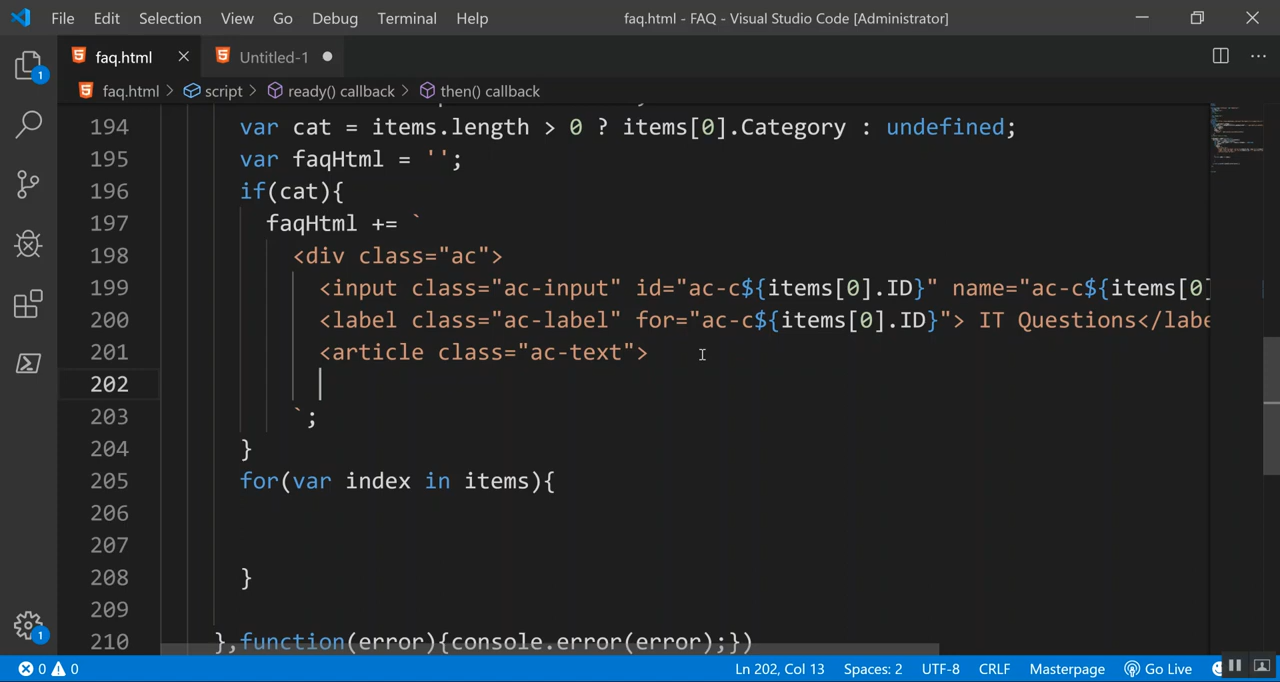 File Edit Selection View Go Debug Terminal Help faq.html - FAQ - Visual Studio Code [Administrator]
faq.html Untitled-1
faq.html > script > ready() callback > then() callback
194 var cat = items.length > 0 ? items[0].Category : undefined;
195 var faqHtml = '';
196 if(cat){
197 faqHtml += `
198 <div class="ac">
199 <input class="ac-input" id="ac-c${items[0].ID}" name="ac-c${items[0]
200 <label class="ac-label" for="ac-c${items[0].ID}"> IT Questions</labe
201 <article class="ac-text">
202
203 `;
204 }
205 for(var index in items){
206
207
208 }
209
210 },function(error){console.error(error);})
1
1
0 0 Ln 202, Col 13 Spaces: 2 UTF-8 CRLF Markterpage Go Live